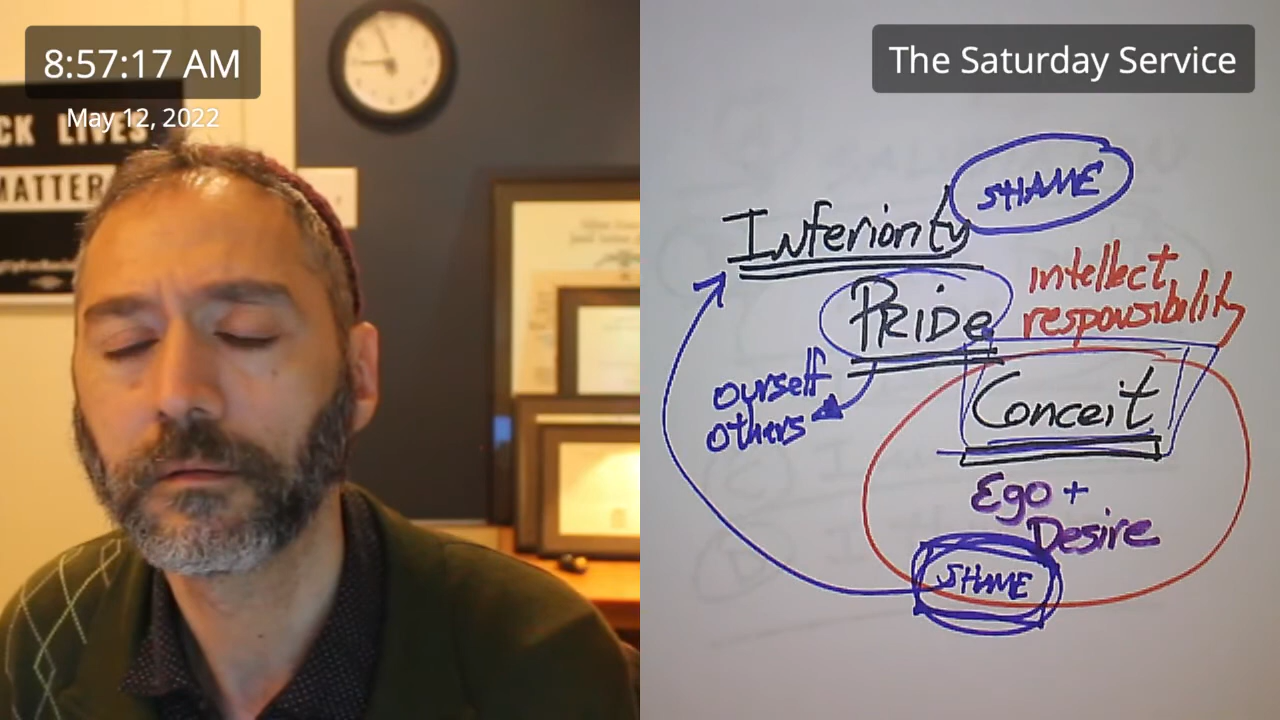 8:57:17 AM
May 12, 2022
CK LIVES
MATTER
The Saturday Service
SHAME
Inferiority
intellect
responsibility
PRIDe
ourself
others
Conceit
Ego +
Desire
SHAME